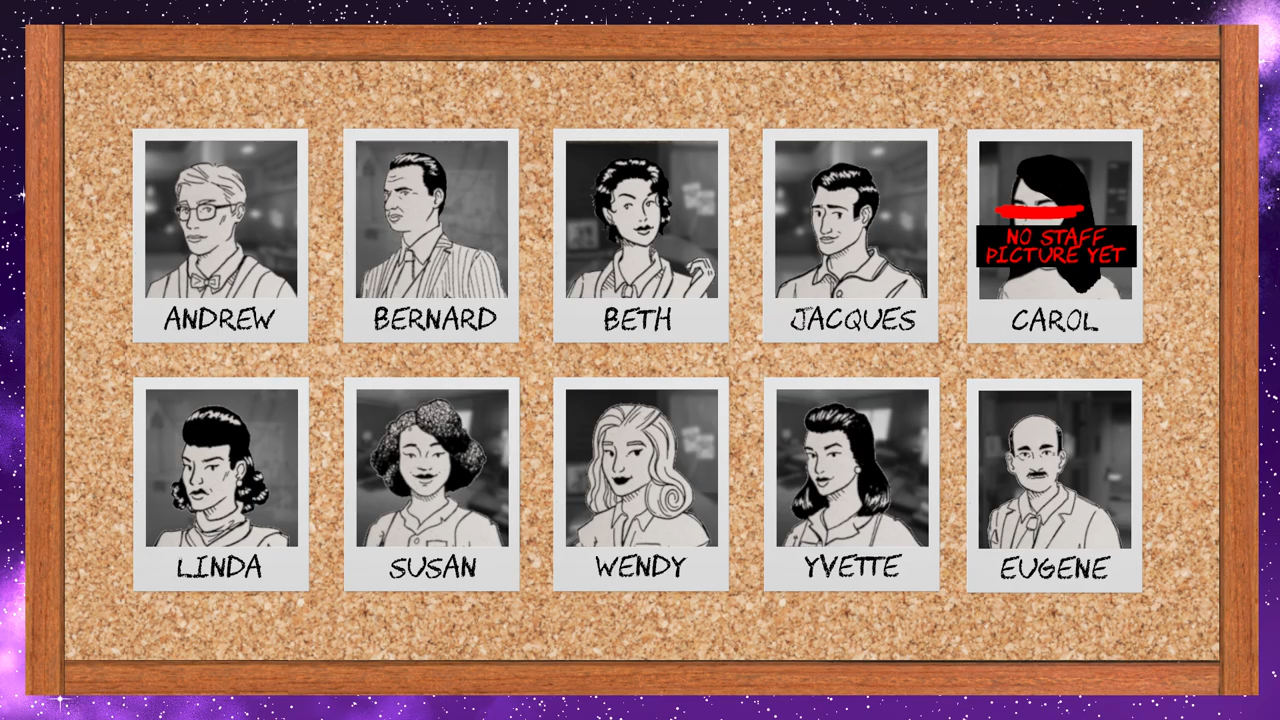 NO STAFF
PICTURE YET
ANDREW
BERNARD
BETH
JACQUES
CAROL
LINDA
SUSAN
WENDY
YVETTE
EUGENE